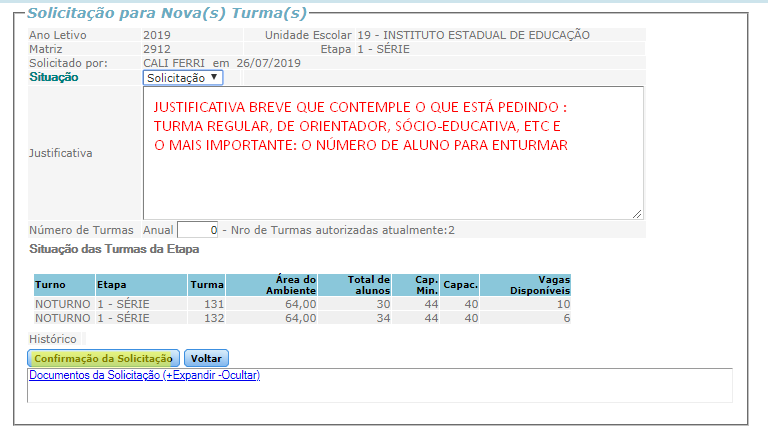 Solicitação para Nova(s) Turma(s)
Ano Letivo 2019 Unidade Escolar 19 - INSTITUTO ESTADUAL DE EDUCAÇÃO
Matriz 2912 Etapa 1 - SÉRIE
Solicitado por: CALI FERRI em 26/07/2019
Situação Solicitação
JUSTIFICATIVA BREVE QUE CONTEMPLE O QUE ESTÁ PEDINDO :
TURMA REGULAR, DE ORIENTADOR, SÓCIO-EDUCATIVA, ETC E
O MAIS IMPORTANTE: O NÚMERO DE ALUNO PARA ENTURMAR
Justificativa
Número de Turmas Anual 0 - Nro de Turmas autorizadas atualmente:2
Situação das Turmas da Etapa
Turno Etapa Turma Área do Ambiente Total de alunos Cap. Min. Capac. Vagas Disponíveis
NOTURNO 1 - SÉRIE 131 64,00 30 44 40 10
NOTURNO 1 - SÉRIE 132 64,00 34 44 40 6
Histórico
Confirmação da Solicitação Voltar
Documentos da Solicitação (+Expandir -Ocultar)